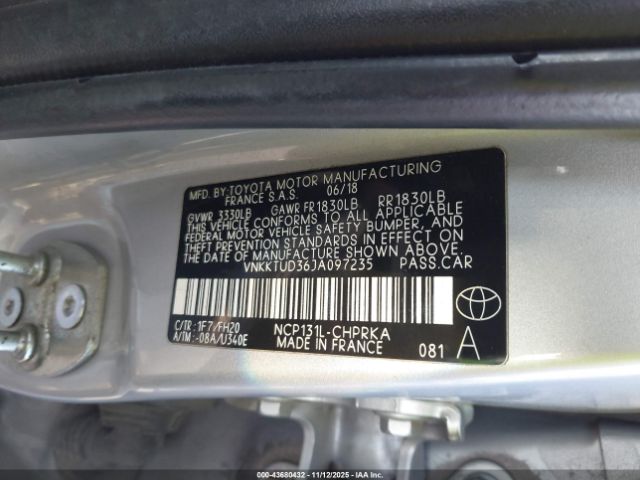 MFD. BY:TOYOTA MOTOR MANUFACTURING
FRANCE S.A.S. 06/18
GVWR 3330LB GAWR FR1830LB RR1830LB
THIS VEHICLE CONFORMS TO ALL APPLICABLE
FEDERAL MOTOR VEHICLE SAFETY, BUMPER, AND
THEFT PREVENTION STANDARDS IN EFFECT ON
THE DATE OF MANUFACTURE SHOWN ABOVE.
VNKKTUD36JA097235 PASS.CAR
C/TR: 1F7/FH20 NCP131L-CHPRKA
A/TM: -08A/U340E MADE IN FRANCE 081 A
000-43680432 | 11/12/2025 - IAAI.COM